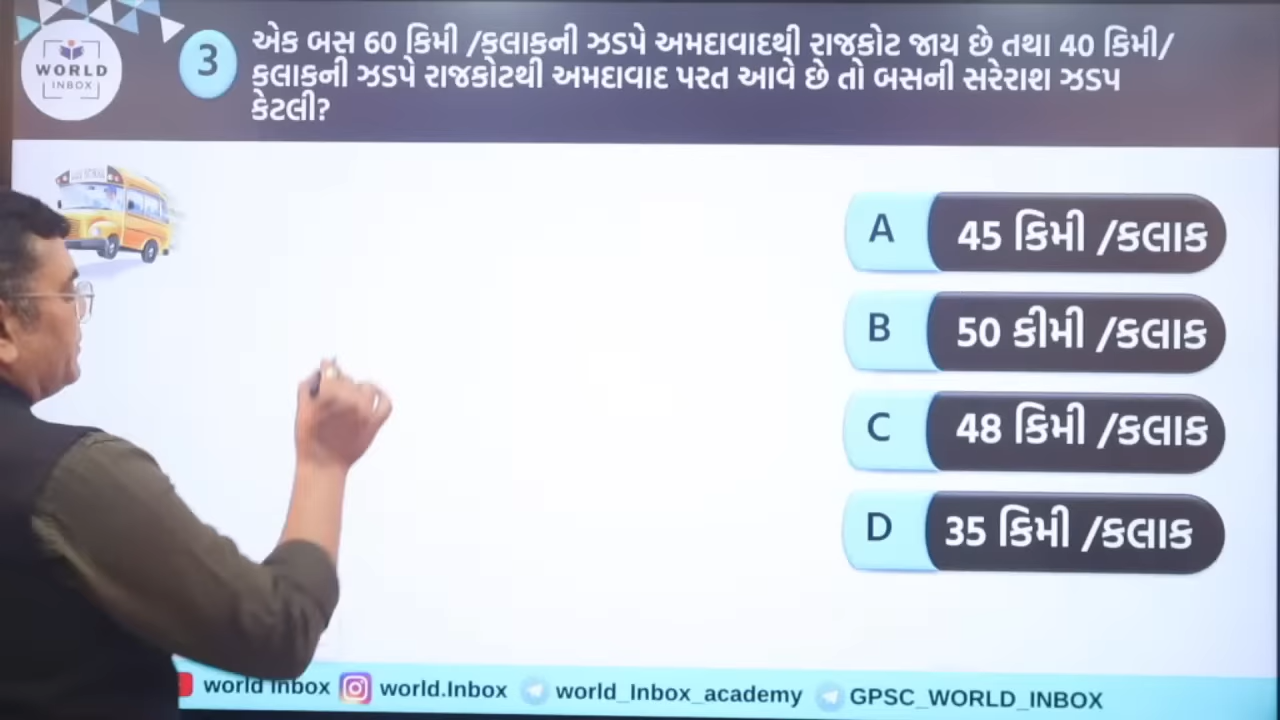 WORLD
INBOX
3
એક બસ 60 કિમી /કલાકની ઝડપે અમદાવાદથી રાજકોટ જાય છે તથા 40 કિમી/
કલાકની ઝડપે રાજકોટથી અમદાવાદ પરત આવે છે તો બસની સરેરાશ ઝડપ
કેટલી?
A 45 કિમી /કલાક
B 50 કીમી /કલાક
C 48 કિમી /કલાક
D 35 કિમી /કલાક
world Inbox world.Inbox world_Inbox_academy GPSC_WORLD_INBOX